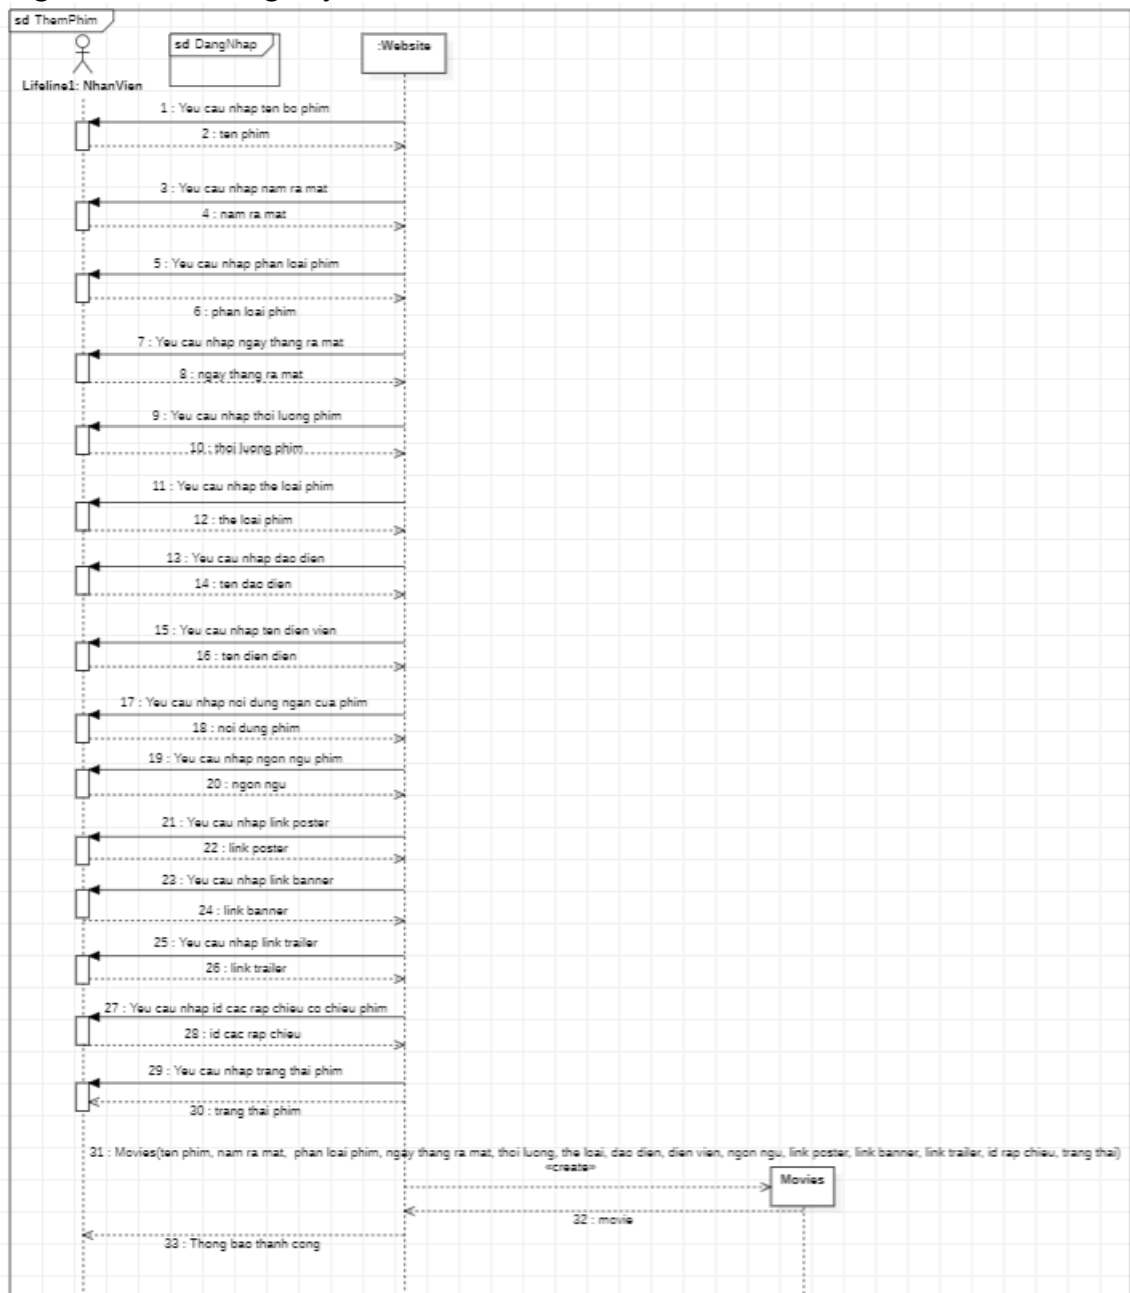 sd ThemPhim
sd DangNhap
:Website
Lifeline1: NhanVien
1 : Yeu cau nhap ten bo phim
2 : ten phim
3 : Yeu cau nhap nam ra mat
4 : nam ra mat
5 : Yeu cau nhap phan loai phim
6 : phan loai phim
7 : Yeu cau nhap ngay thang ra mat
8 : ngay thang ra mat
9 : Yeu cau nhap thoi luong phim
10 : thoi luong phim
11 : Yeu cau nhap the loai phim
12 : the loai phim
13 : Yeu cau nhap dao dien
14 : ten dao dien
15 : Yeu cau nhap ten dien vien
16 : ten dien dien
17 : Yeu cau nhap noi dung ngan cua phim
18 : noi dung phim
19 : Yeu cau nhap ngon ngu phim
20 : ngon ngu
21 : Yeu cau nhap link poster
22 : link poster
23 : Yeu cau nhap link banner
24 : link banner
25 : Yeu cau nhap link trailer
26 : link trailer
27 : Yeu cau nhap id cac rap chieu co chieu phim
28 : id cac rap chieu
29 : Yeu cau nhap trang thai phim
30 : trang thai phim
31 : Movies(ten phim, nam ra mat, phan loai phim, ngay thang ra mat, thoi luong, the loai, dao dien, dien vien, ngon ngu, link poster, link banner, link trailer, id rap chieu, trang thai)
«create»
Movies
32 : movie
33 : Thong bao thanh cong